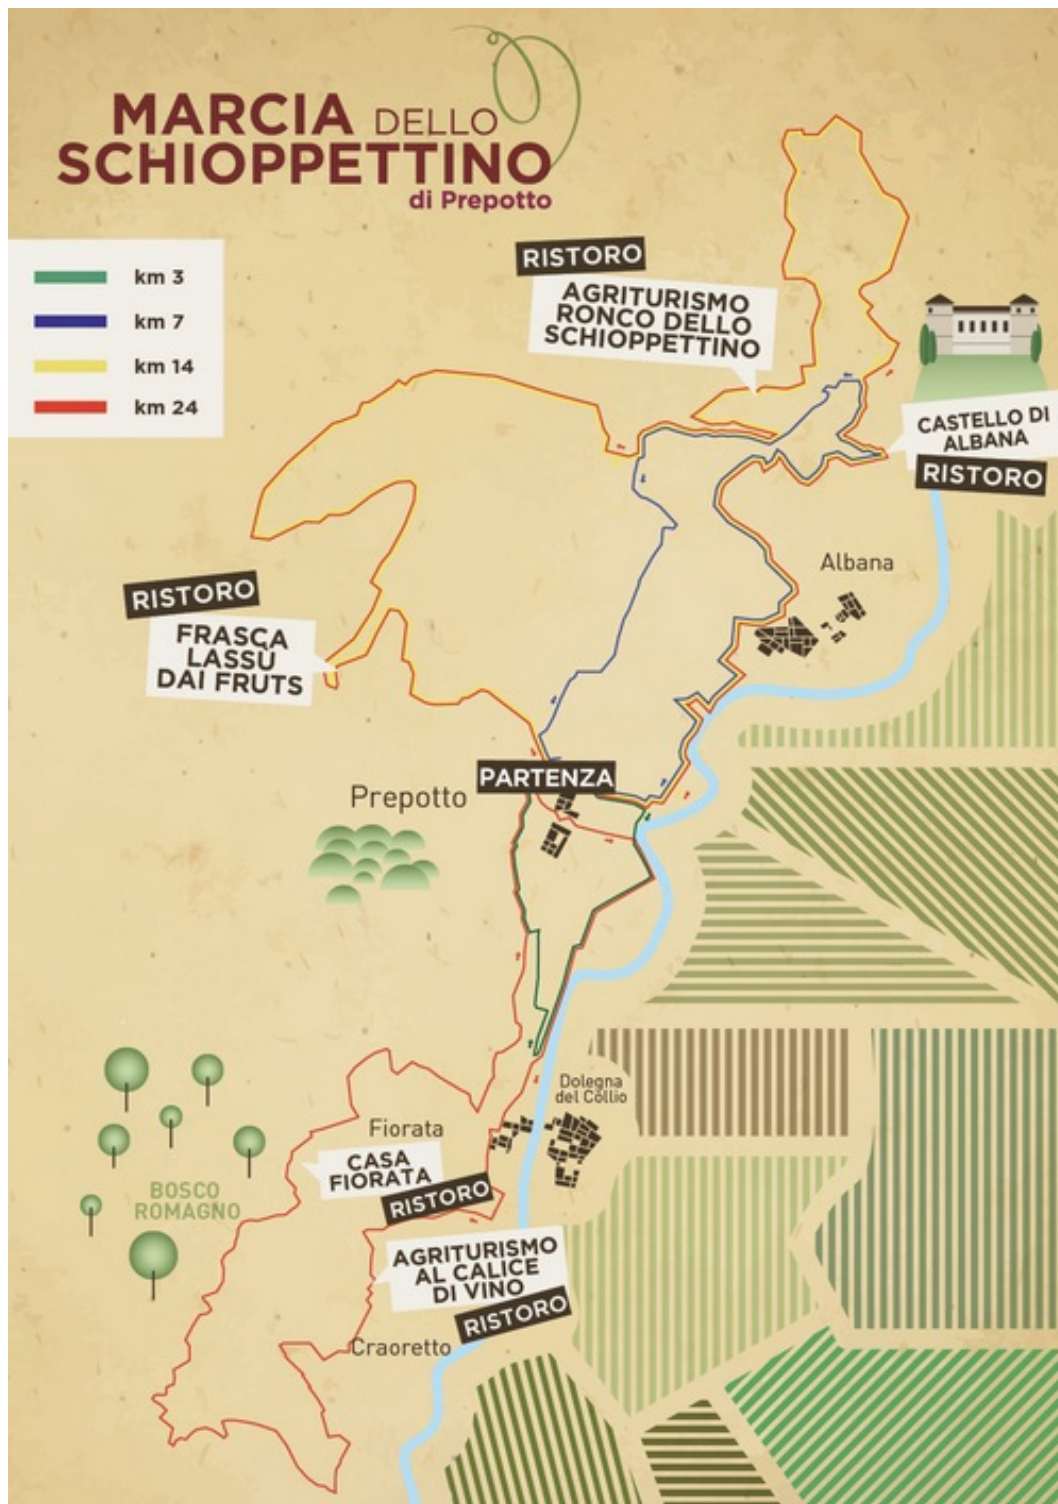 MARCIA DELLO
SCHIOPPETTINO
di Prepotto
km 3
km 7
km 14
km 24
RISTORO
AGRITURISMO
RONCO DELLO
SCHIOPPETTINO
CASTELLO DI
ALBANA
RISTORO
Albana
RISTORO
FRASCA
LASSÙ
DAI FRUTS
PARTENZA
Prepotto
Dolegna
del Collio
Fiorata
CASA
FIORATA
RISTORO
BOSCO
ROMAGNO
AGRITURISMO
AL CALICE
DI VINO
RISTORO
Craoretto